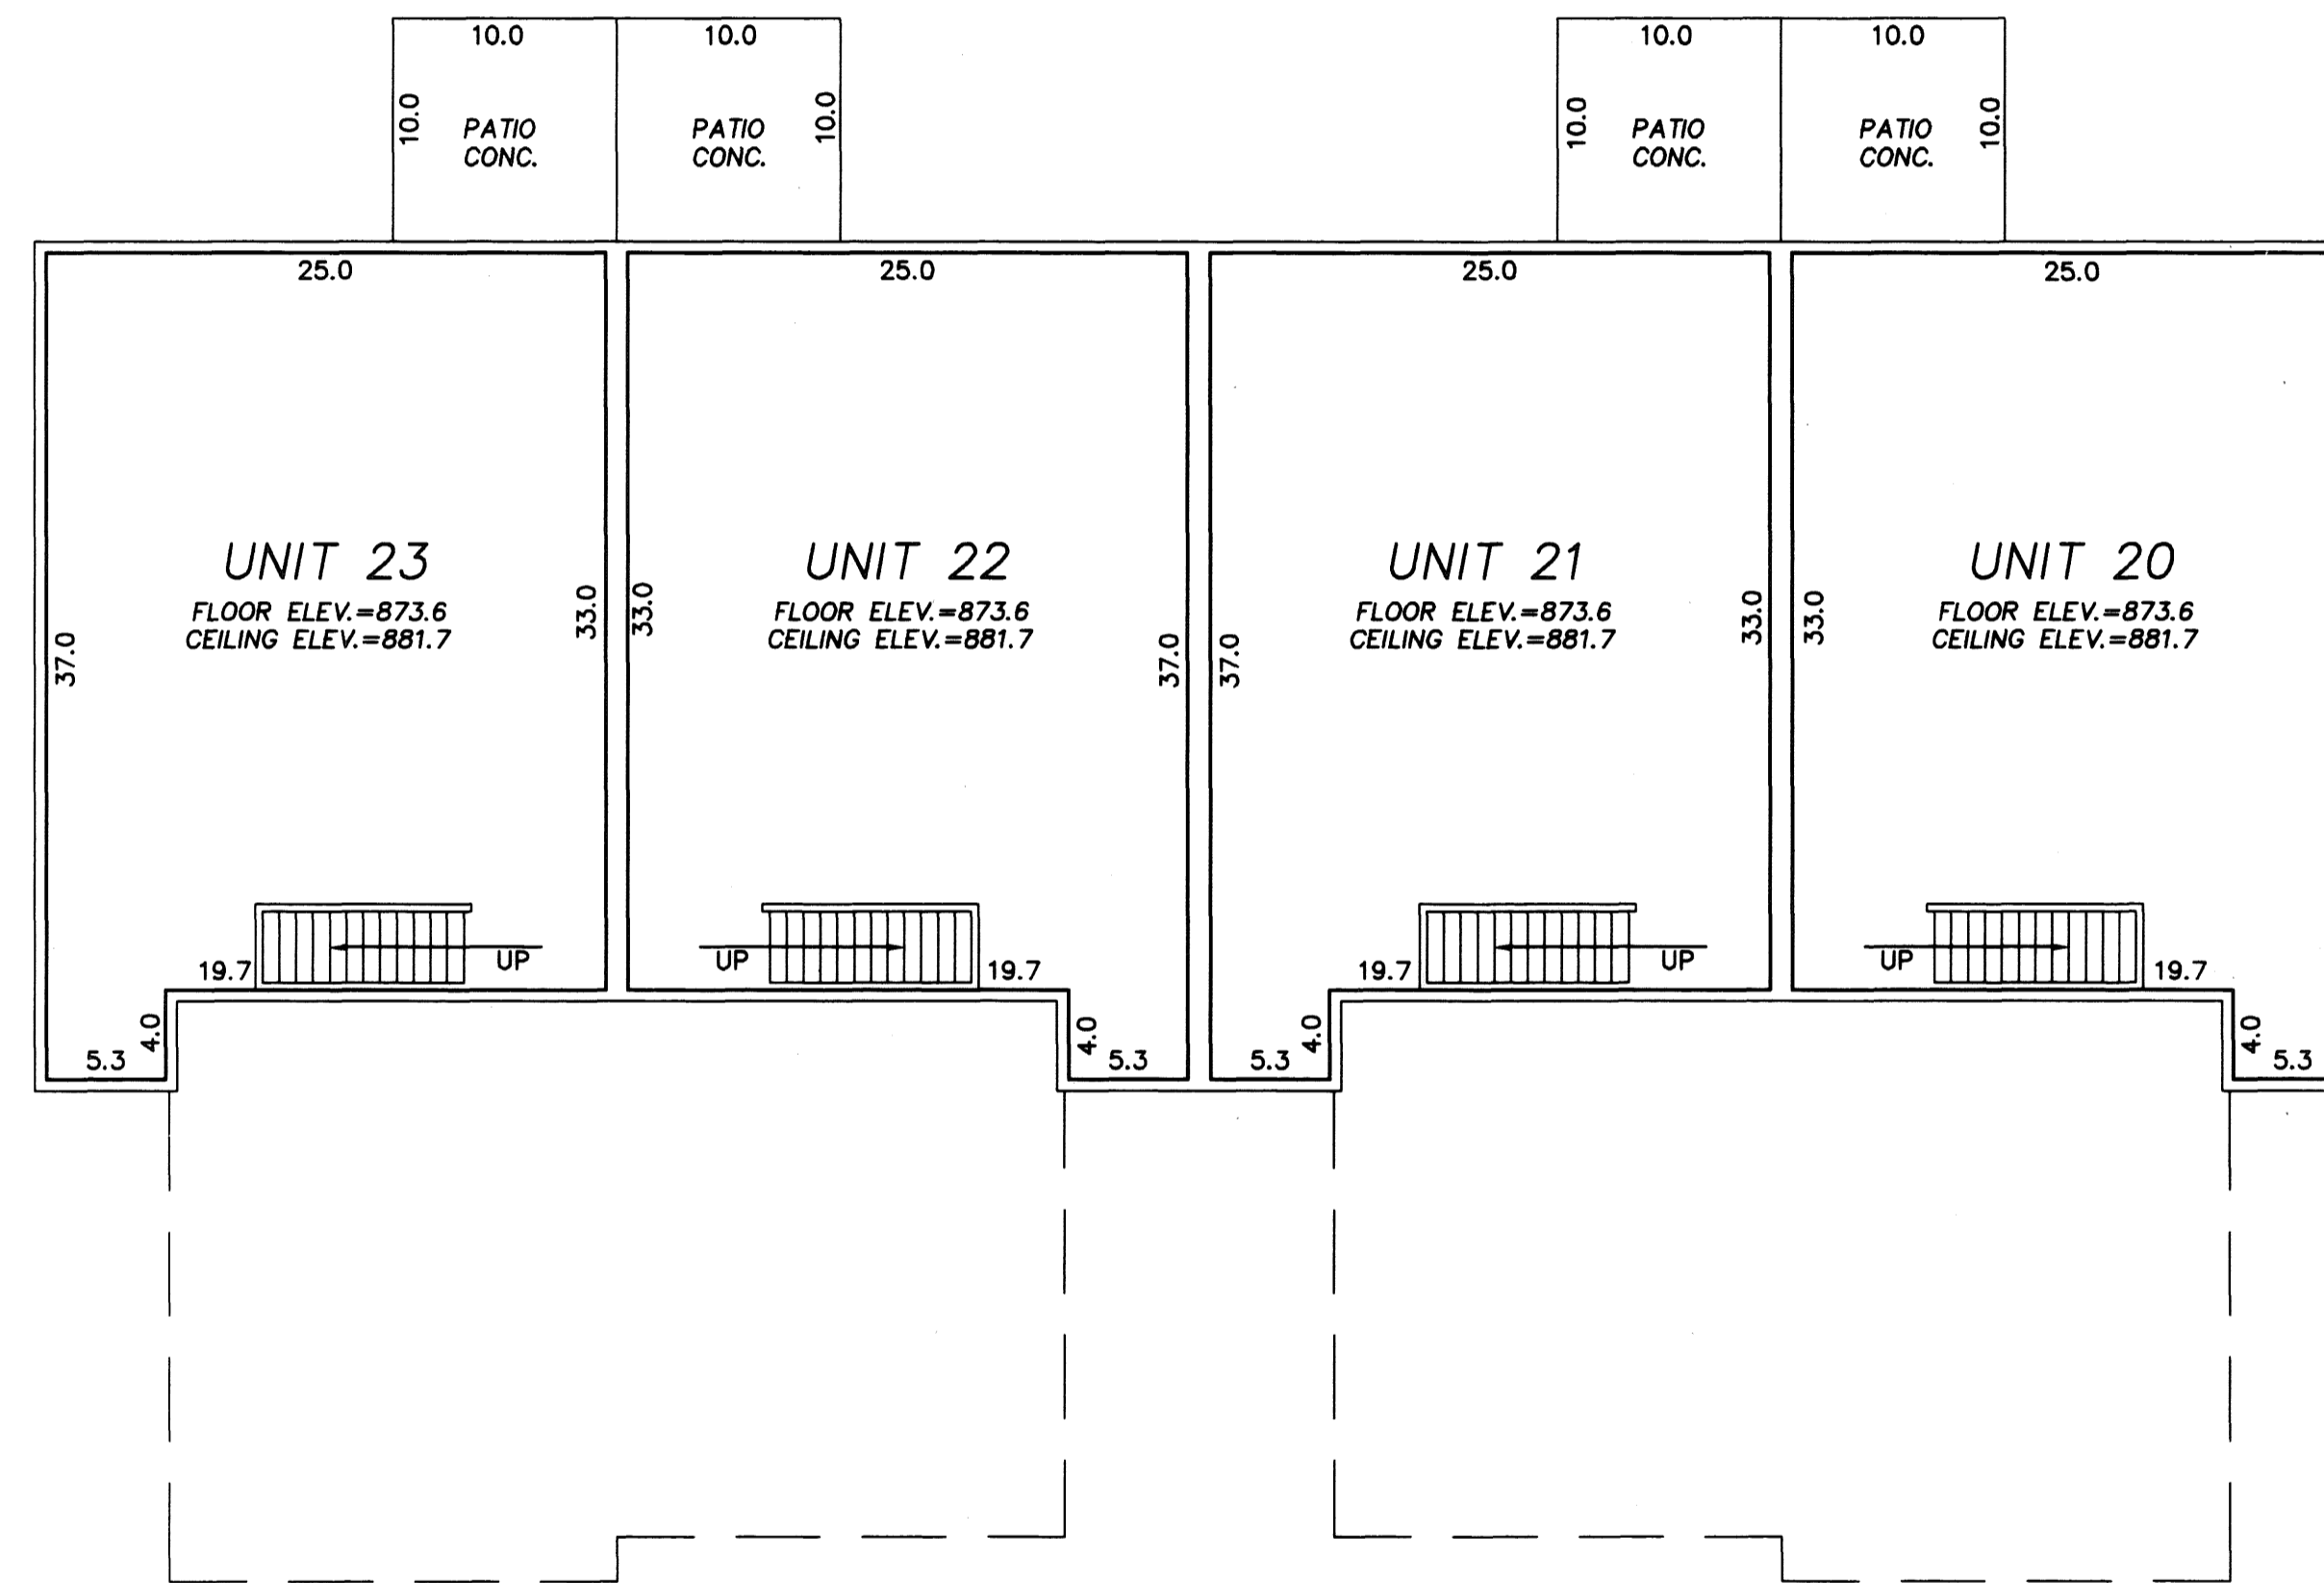 10.0 10.0 10.0 10.0
10.0 PATIO CONC. PATIO CONC. 10.0 10.0 PATIO CONC. PATIO CONC. 10.0
25.0 25.0 25.0 25.0
UNIT 23
FLOOR ELEV.=873.6
CEILING ELEV.=881.7
37.0
33.0
UNIT 22
FLOOR ELEV.=873.6
CEILING ELEV.=881.7
33.0
37.0
UNIT 21
FLOOR ELEV.=873.6
CEILING ELEV.=881.7
37.0
33.0
UNIT 20
FLOOR ELEV.=873.6
CEILING ELEV.=881.7
33.0
19.7 UP UP 19.7 19.7 UP UP 19.7
5.3 4.0 4.0 5.3 5.3 4.0 4.0 5.3